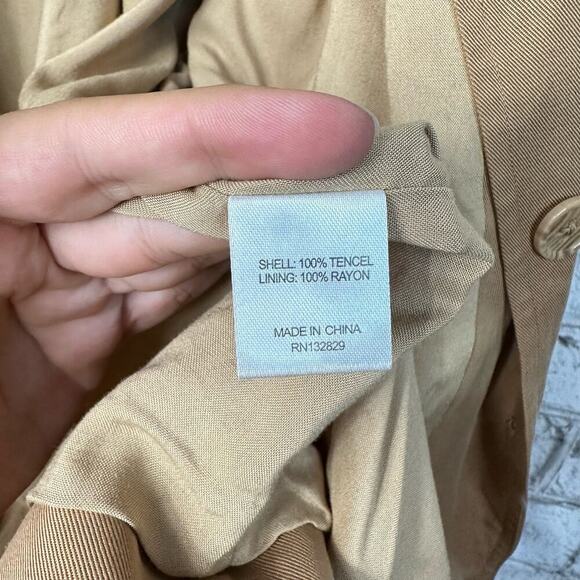 SHELL: 100% TENCEL
LINING: 100% RAYON
MADE IN CHINA
RN132829